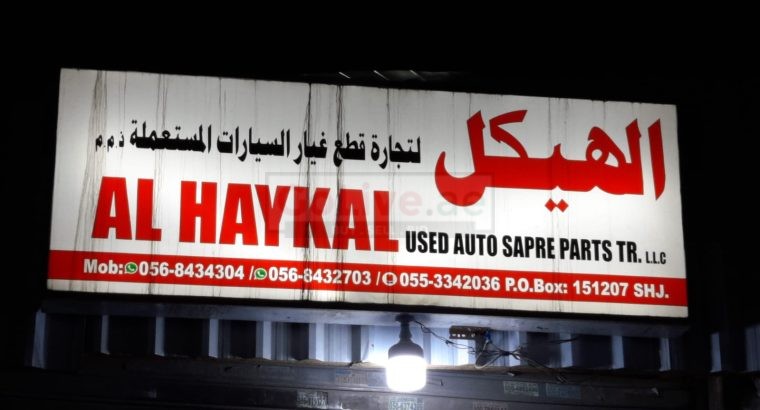 الهيكل
لتجارة قطع غيار السيارات المستعملة ذ.م.م
AL HAYKAL USED AUTO SAPRE PARTS TR. L.L.C
Mob: 056-8434304 / 056-8432703 / 055-3342036 P.O.Box: 151207 SHJ.